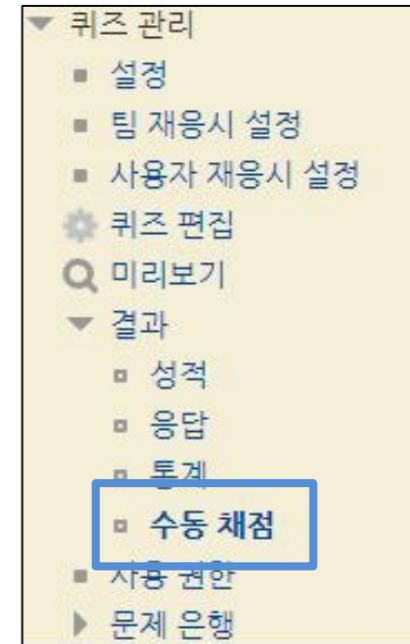 퀴즈 관리
설정
팀 재응시 설정
사용자 재응시 설정
퀴즈 편집
미리보기
결과
성적
응답
통계
수동 채점
사용 권한
문제 은행